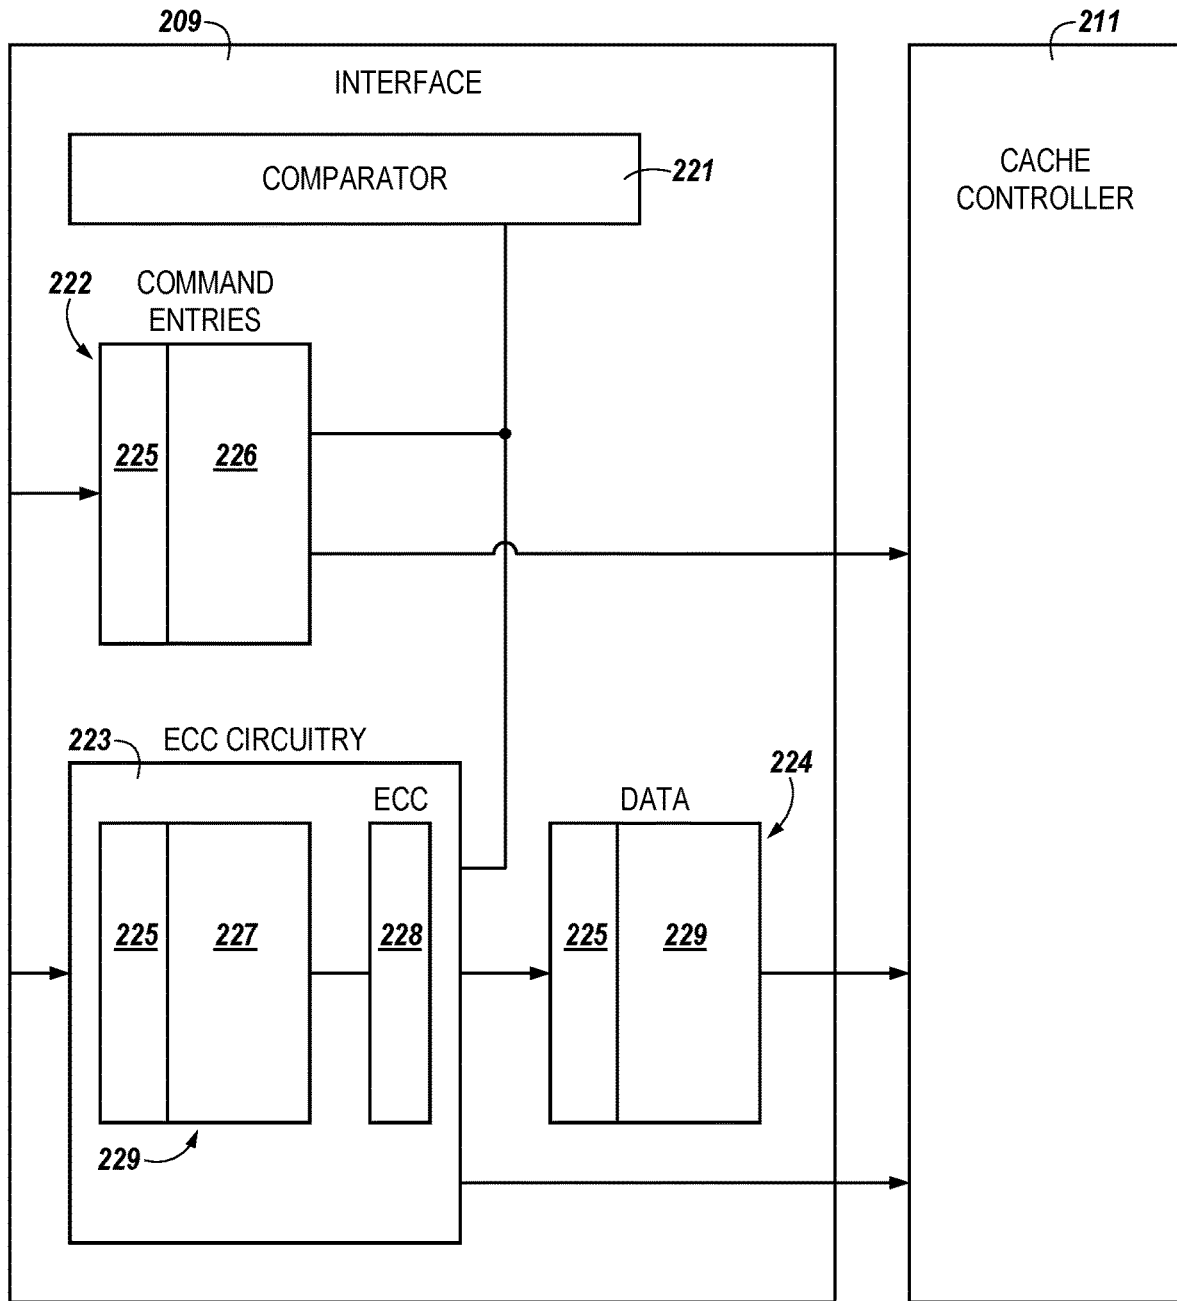 209
211
INTERFACE
COMPARATOR
221
CACHE
CONTROLLER
222
COMMAND
ENTRIES
225
226
223
ECC CIRCUITRY
224
ECC
DATA
225
227
228
225
229
229